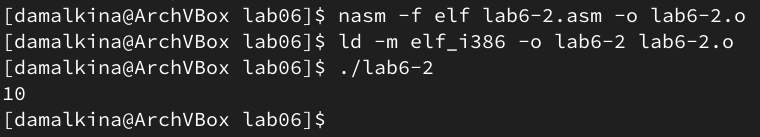 [damalkina@ArchVBox lab06]$ nasm -f elf lab6-2.asm -o lab6-2.o
[damalkina@ArchVBox lab06]$ ld -m elf_i386 -o lab6-2 lab6-2.o
[damalkina@ArchVBox lab06]$ ./lab6-2
10
[damalkina@ArchVBox lab06]$